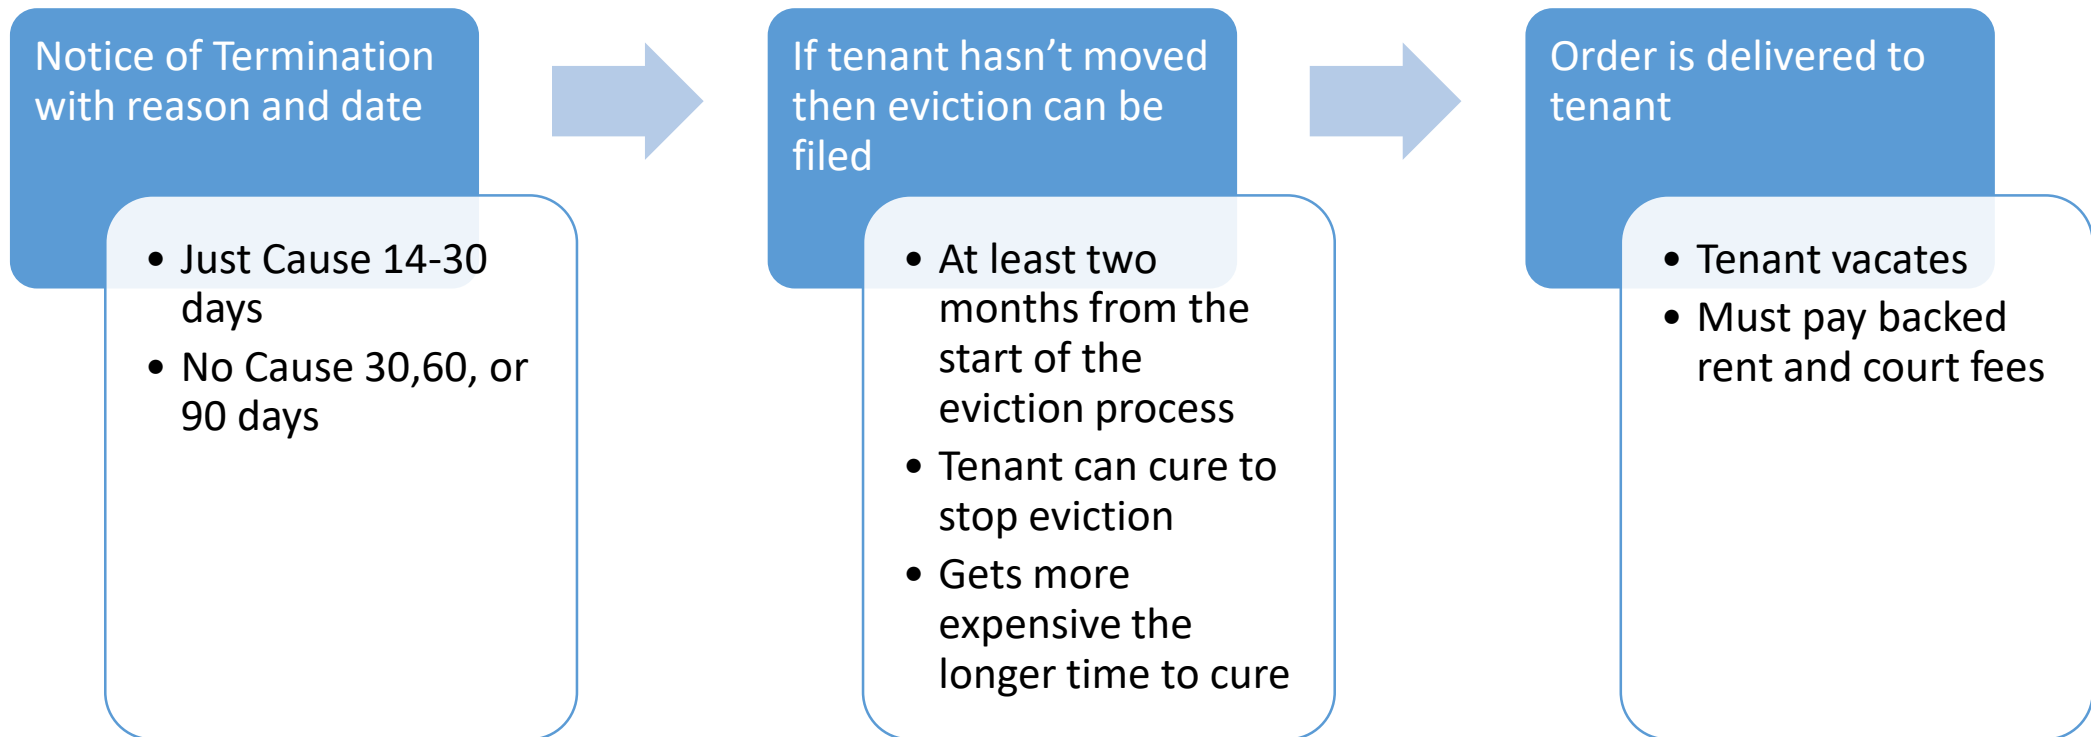 Notice of Termination
with reason and date
• Just Cause 14-30
days
• No Cause 30,60, or
90 days
If tenant hasn’t moved
then eviction can be
filed
• At least two
months from the
start of the
eviction process
• Tenant can cure to
stop eviction
• Gets more
expensive the
longer time to cure
Order is delivered to
tenant
• Tenant vacates
• Must pay backed
rent and court fees